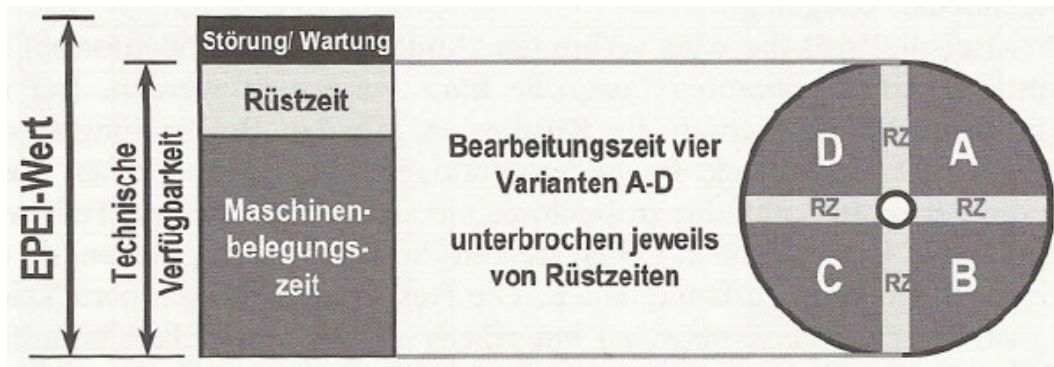 EPEI-Wert
Technische
Verfügbarkeit
Störung/ Wartung
Rüstzeit
Maschinen-
belegungs-
zeit
Bearbeitungszeit vier
Varianten A-D
unterbrochen jeweils
von Rüstzeiten
D
RZ
A
RZ
RZ
C
RZ
B